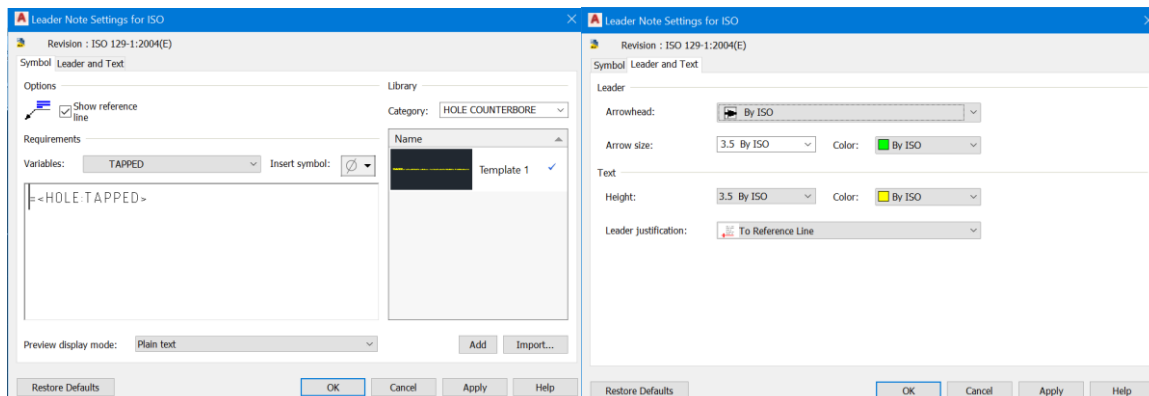 Leader Note Settings for ISO
Revision : ISO 129-1:2004(E)
Symbol Leader and Text
Options
Show reference
line
Requirements
Variables: TAPPED Insert symbol: Ø
=<HOLE:TAPPED>
Preview display mode: Plain text
Library
Category: HOLE COUNTERBORE
Name
Template 1
Add Import...
Restore Defaults OK Cancel Apply Help
Leader Note Settings for ISO
Revision : ISO 129-1:2004(E)
Symbol Leader and Text
Leader
Arrowhead: By ISO
Arrow size: 3.5 By ISO Color: By ISO
Text
Height: 3.5 By ISO Color: By ISO
Leader justification: To Reference Line
Restore Defaults OK Cancel Apply Help